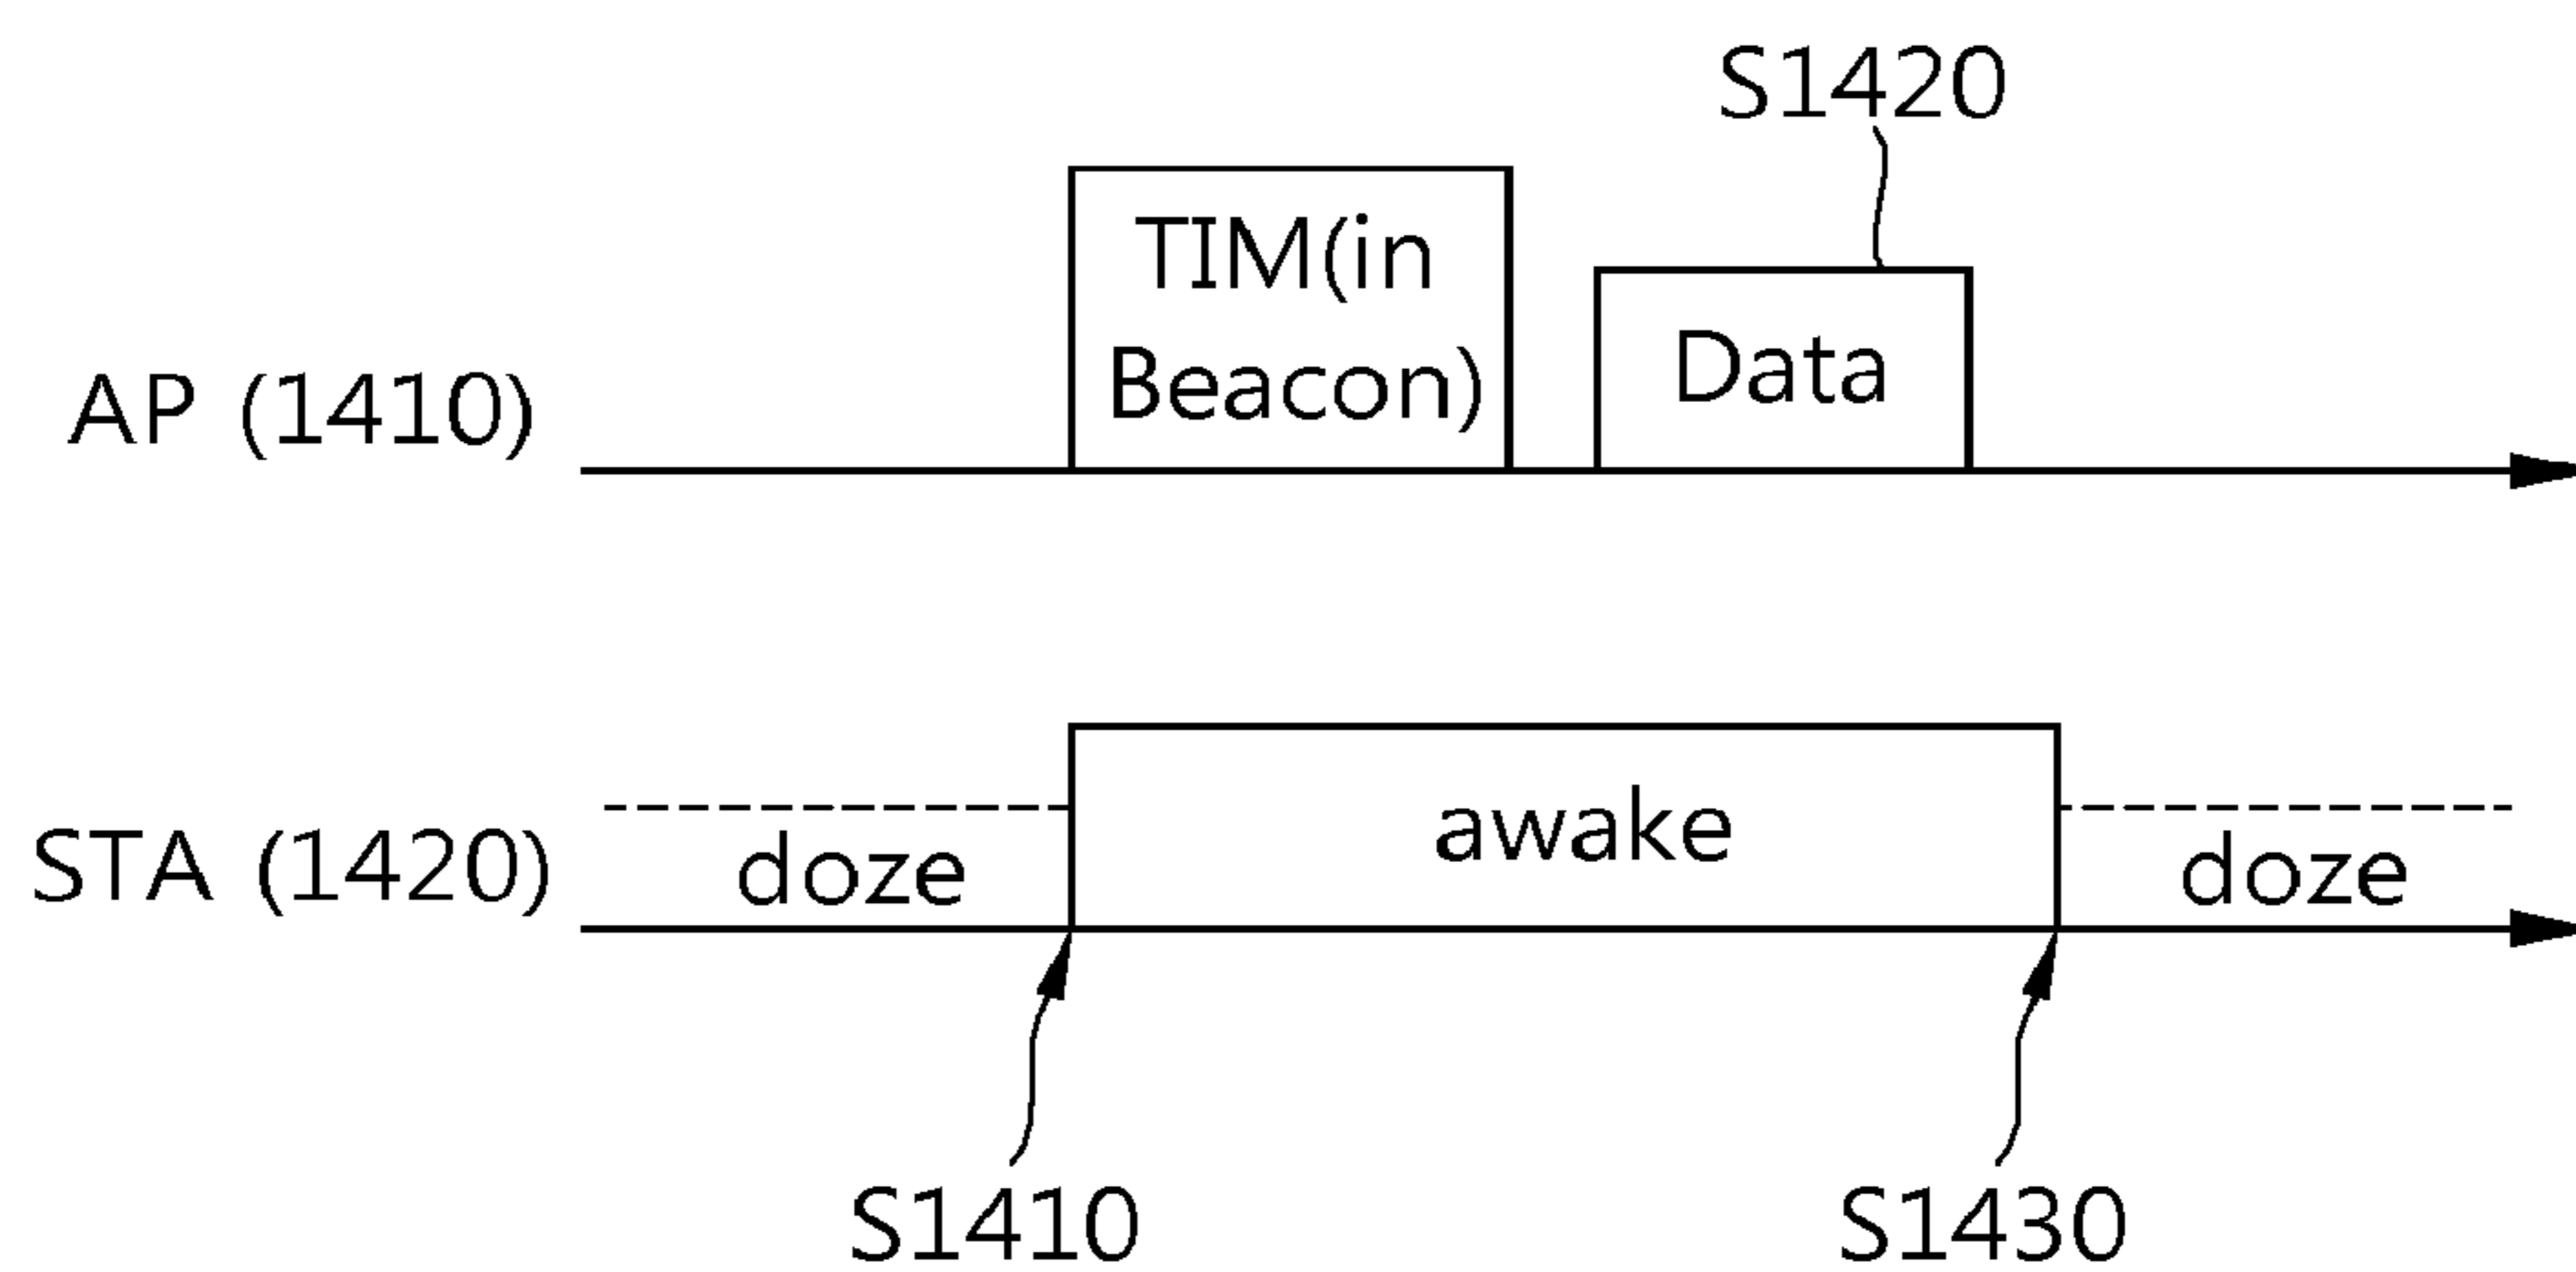 S1420
TIM(in
Beacon)
Data
AP (1410)
awake
STA (1420)
doze
doze
S1410
S1430